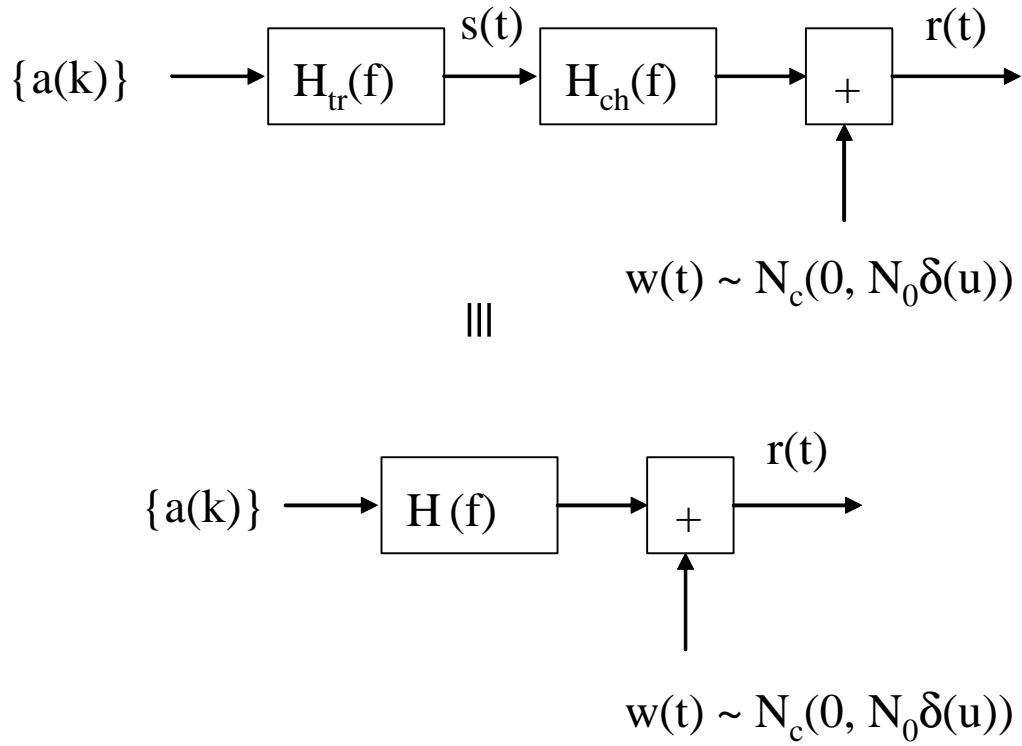 s(t) r(t)
{a(k)} H_tr(f) H_ch(f) +
w(t) ~ N_c(0, N_0δ(u))
≡
r(t)
{a(k)} H (f) +
w(t) ~ N_c(0, N_0δ(u))